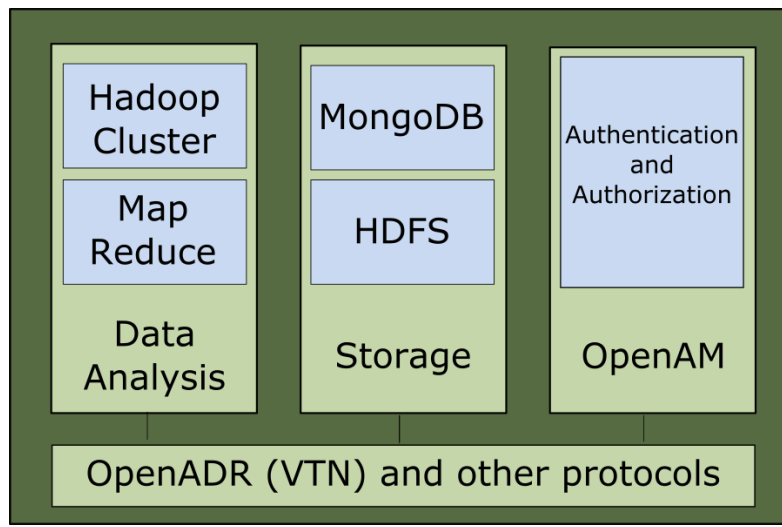 Hadoop
Cluster
Map
Reduce
Data
Analysis
MongoDB
HDFS
Storage
Authentication
and
Authorization
OpenAM
OpenADR (VTN) and other protocols